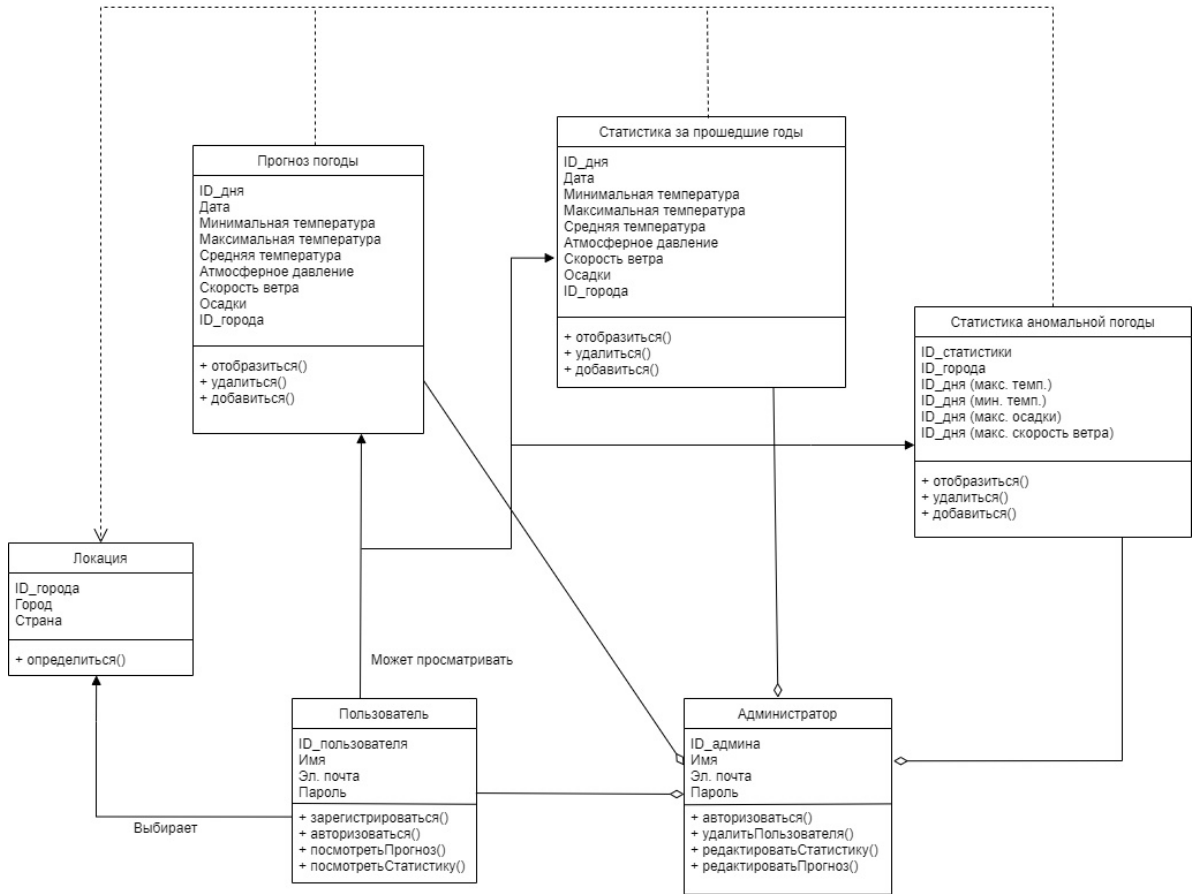 Статистика за прошедшие годы
ID_дня
Дата
Минимальная температура
Максимальная температура
Средняя температура
Атмосферное давление
Скорость ветра
Осадки
ID_города
+ отобразиться()
+ удалиться()
+ добавиться()
Прогноз погоды
ID_дня
Дата
Минимальная температура
Максимальная температура
Средняя температура
Атмосферное давление
Скорость ветра
Осадки
ID_города
+ отобразиться()
+ удалиться()
+ добавиться()
Статистика аномальной погоды
ID_статистики
ID_города
ID_дня (макс. темп.)
ID_дня (мин. темп.)
ID_дня (макс. осадки)
ID_дня (макс. скорость ветра)
+ отобразиться()
+ удалиться()
+ добавиться()
Локация
ID_города
Город
Страна
+ определиться()
Может просматривать
Выбирает
Пользователь
ID_пользователя
Имя
Эл. почта
Пароль
+ зарегистрироваться()
+ авторизоваться()
+ посмотретьПрогноз()
+ посмотретьСтатистику()
Администратор
ID_админа
Имя
Эл. почта
Пароль
+ авторизоваться()
+ удалитьПользователя()
+ редактироватьСтатистику()
+ редактироватьПрогноз()